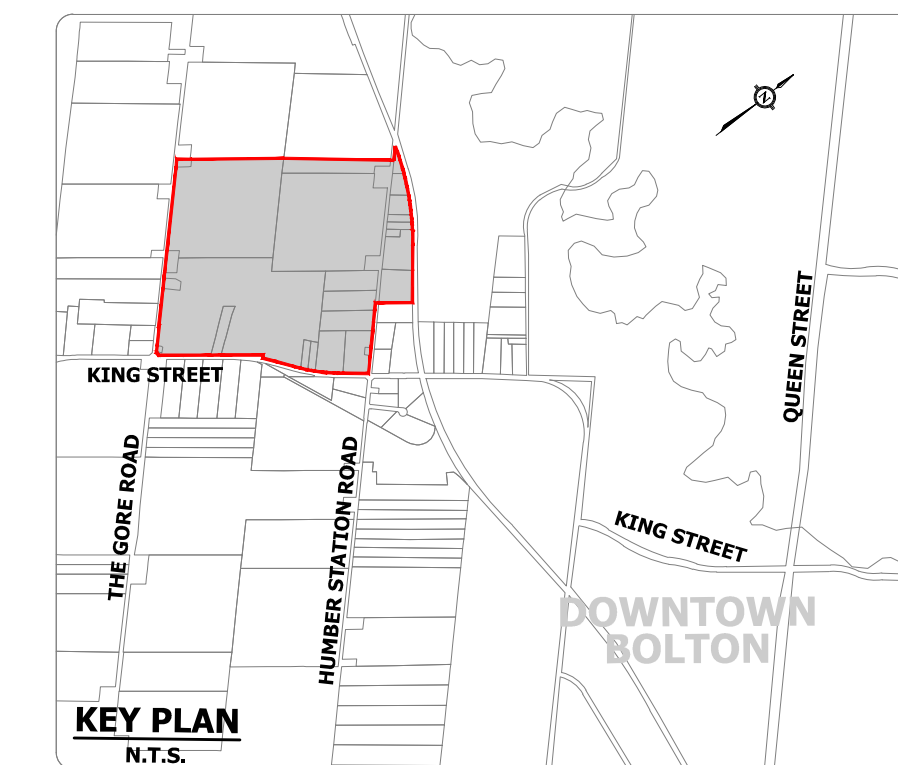 N
QUEEN STREET
KING STREET
THE GORE ROAD
HUMBER STATION ROAD
KING STREET
DOWNTOWN
BOLTON
KEY PLAN
N.T.S.